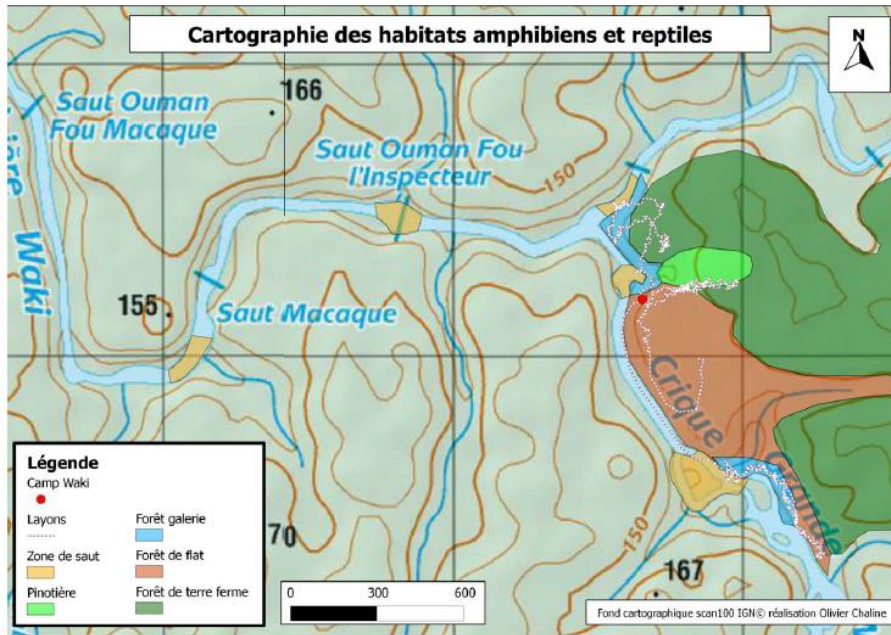 Cartographie des habitats amphibiens et reptiles
N
Saut Ouman
Fou Macaque
166
Saut Ouman Fou
l'Inspecteur
150
Waki
155
Saut Macaque
Crique
Grande
150
70
167
Légende
Camp Waki
Layons
Forêt galerie
Zone de saut
Forêt de flat
Pinotière
Forêt de terre ferme
0 300 600
Fond cartographique scan100 IGN© réalisation Olivier Chaline